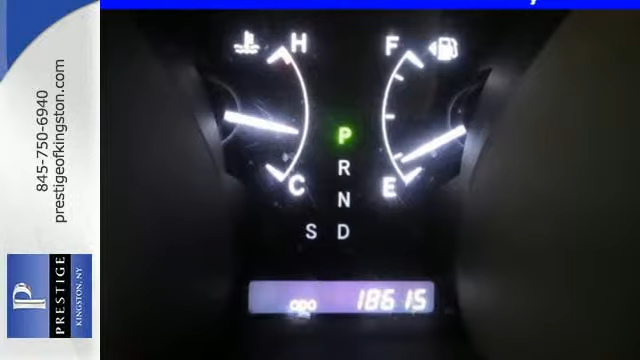 845-750-6940
prestigeofkingston.com
P
PRESTIGE
KINGSTON, NY
H
F
P
R
C
E
N
S D
ODO 18615